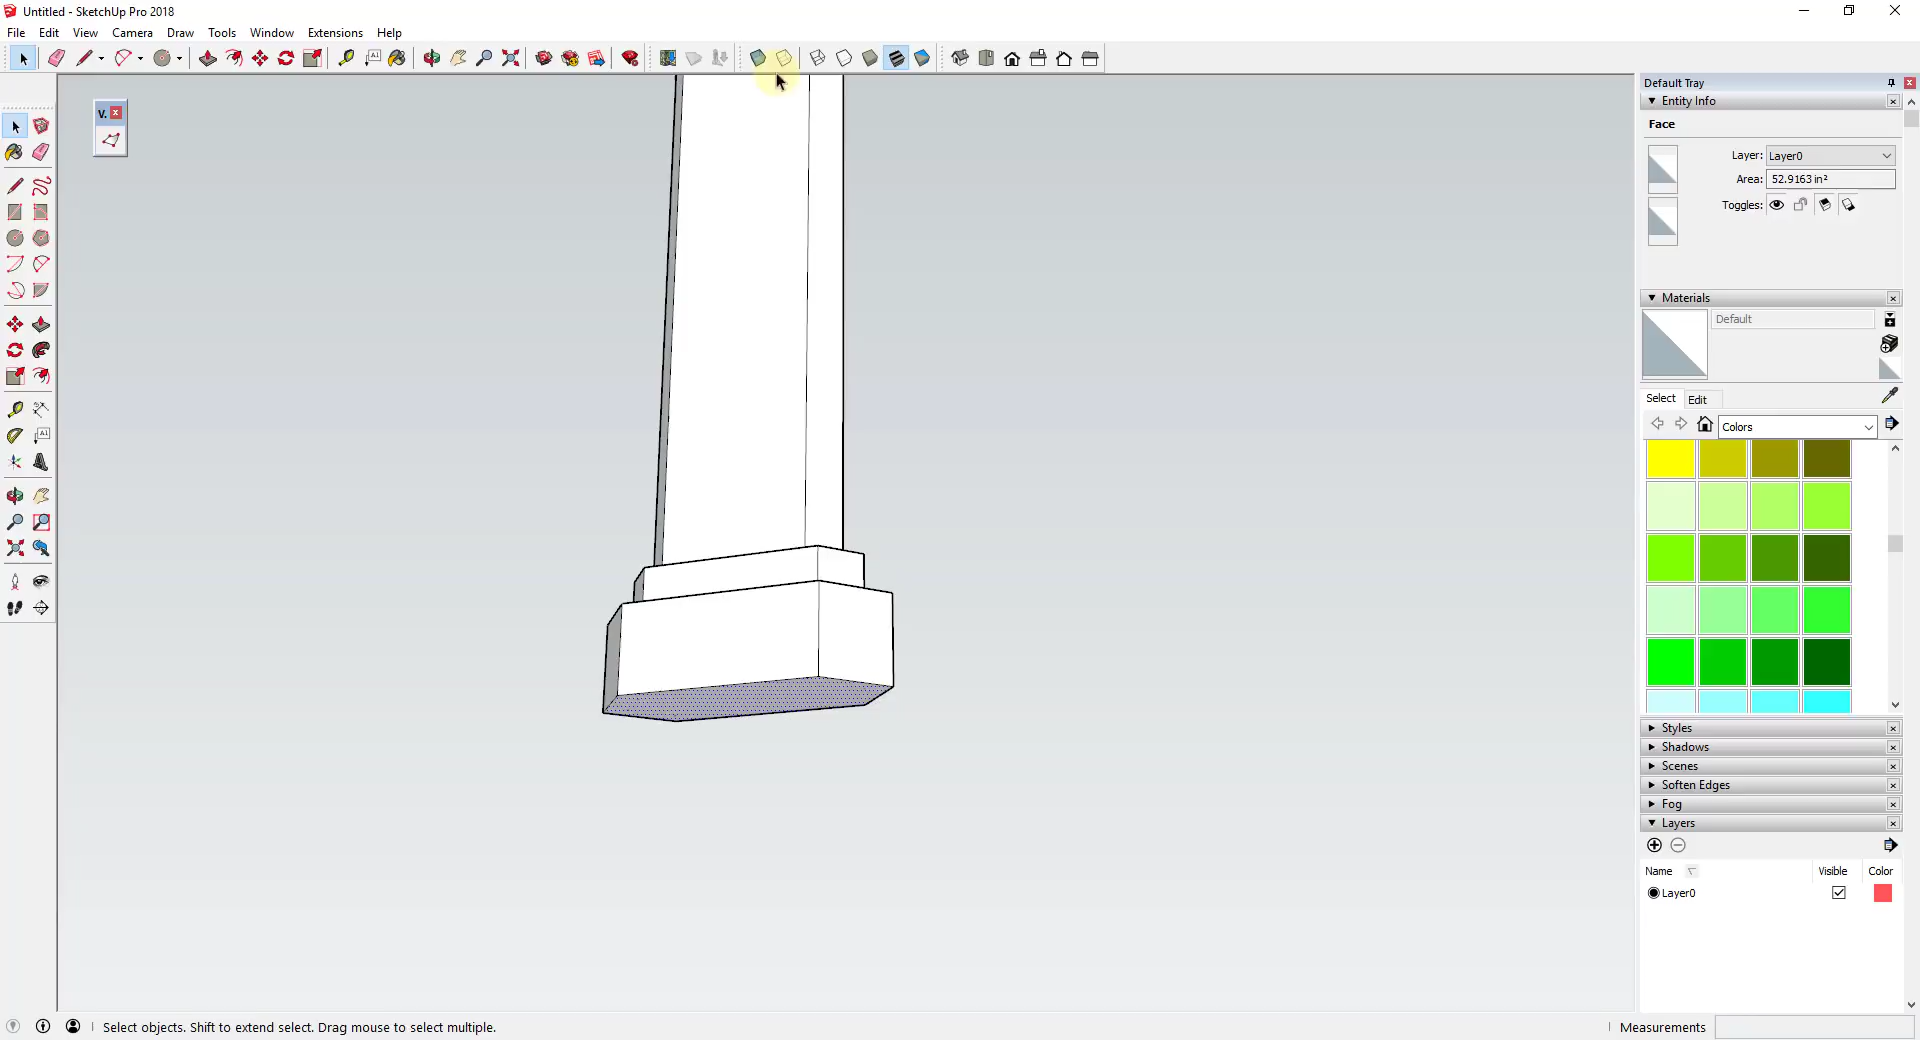 Untitled - SketchUp Pro 2018
File Edit View Camera Draw Tools Window Extensions Help
V.
Default Tray
Entity Info
Face
Layer: Layer0
Area: 52.9163 in²
Toggles:
Materials
Default
Select Edit
Colors
Styles
Shadows
Scenes
Soften Edges
Fog
Layers
Name Visible Color
Layer0
Select objects. Shift to extend select. Drag mouse to select multiple.
Measurements